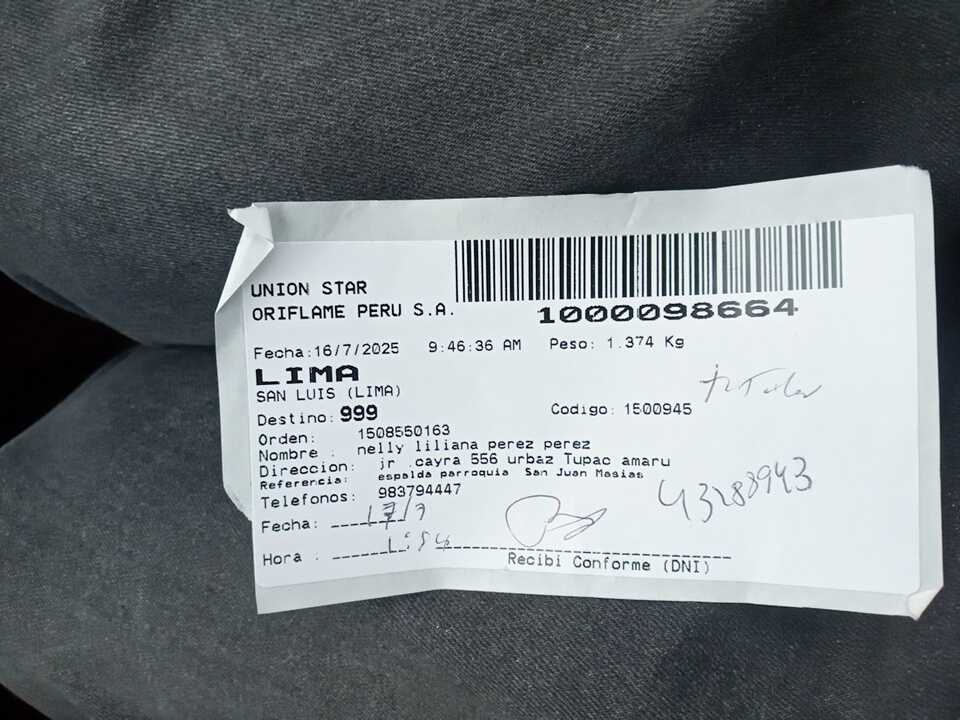 UNION STAR
ORIFLAME PERU S.A.
1000098664
Fecha:16/7/2025 9:46:36 AM Peso: 1.374 Kg
LIMA
SAN LUIS (LIMA)
Destino: 999 Codigo: 1500945
Orden: 1508550163
Nombre : nelly liliana perez perez
Direccion: jr .cayra 556 urbaz Tupac amaru
Referencia: espalda parroquia San Juan Masias
Telefonos: 983794447
43288943
Fecha: 17/7
Hora :
Recibi Conforme (DNI)